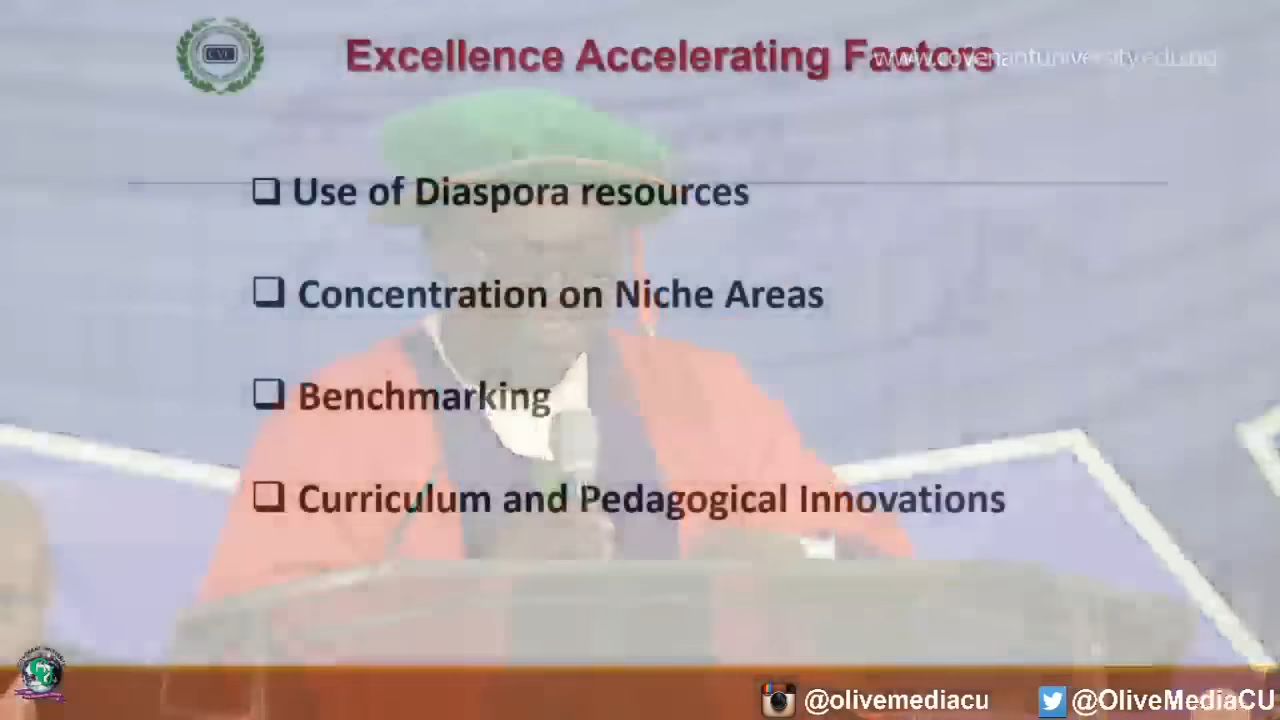 Excellence Accelerating Factors
www.covenantuniversity.edu.ng
CVC
Use of Diaspora resources
Concentration on Niche Areas
Benchmarking
Curriculum and Pedagogical Innovations
@olivemediacu
@OliveMediaCU